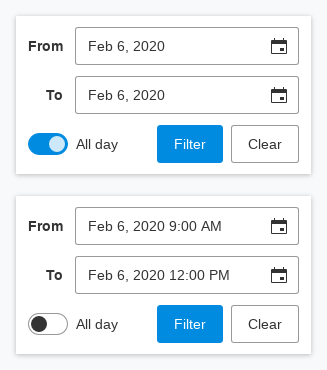 From Feb 6, 2020
To Feb 6, 2020
All day Filter Clear
From Feb 6, 2020 9:00 AM
To Feb 6, 2020 12:00 PM
All day Filter Clear